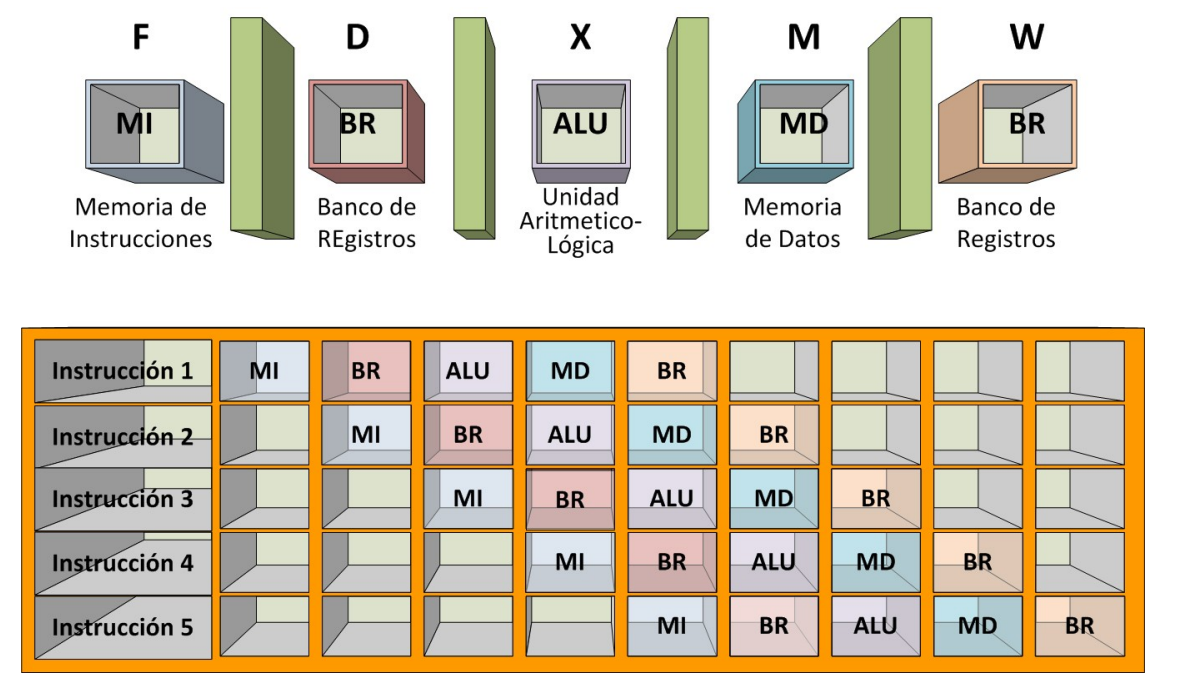 F D X M W
MI BR ALU MD BR
Memoria de
Instrucciones
Banco de
REgistros
Unidad
Aritmetico-
Lógica
Memoria
de Datos
Banco de
Registros
Instrucción 1 MI BR ALU MD BR
Instrucción 2 MI BR ALU MD BR
Instrucción 3 MI BR ALU MD BR
Instrucción 4 MI BR ALU MD BR
Instrucción 5 MI BR ALU MD BR